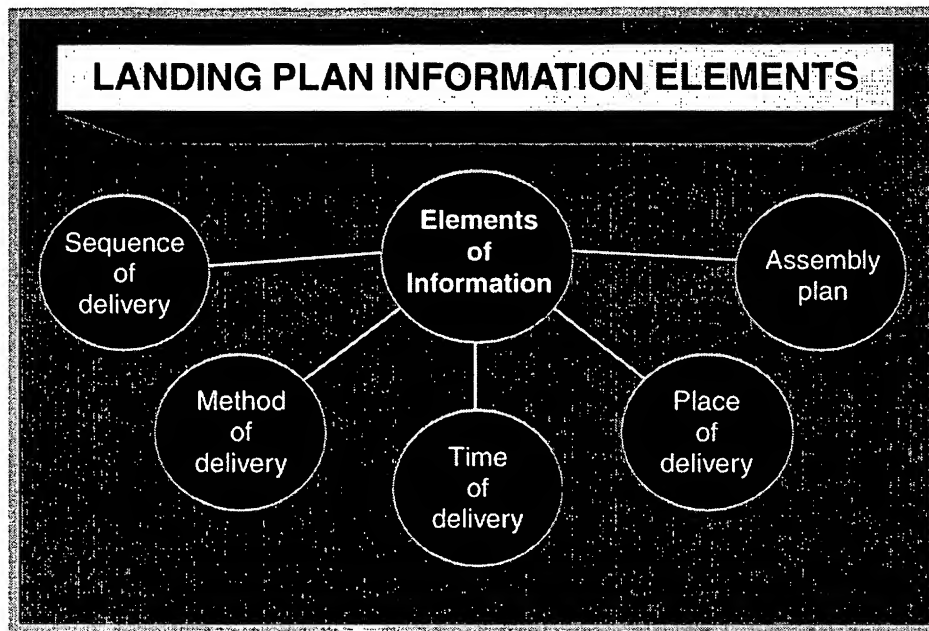 LANDING PLAN INFORMATION ELEMENTS
Elements
of
Information
Sequence
of
delivery
Method
of
delivery
Time
of
delivery
Place
of
delivery
Assembly
plan